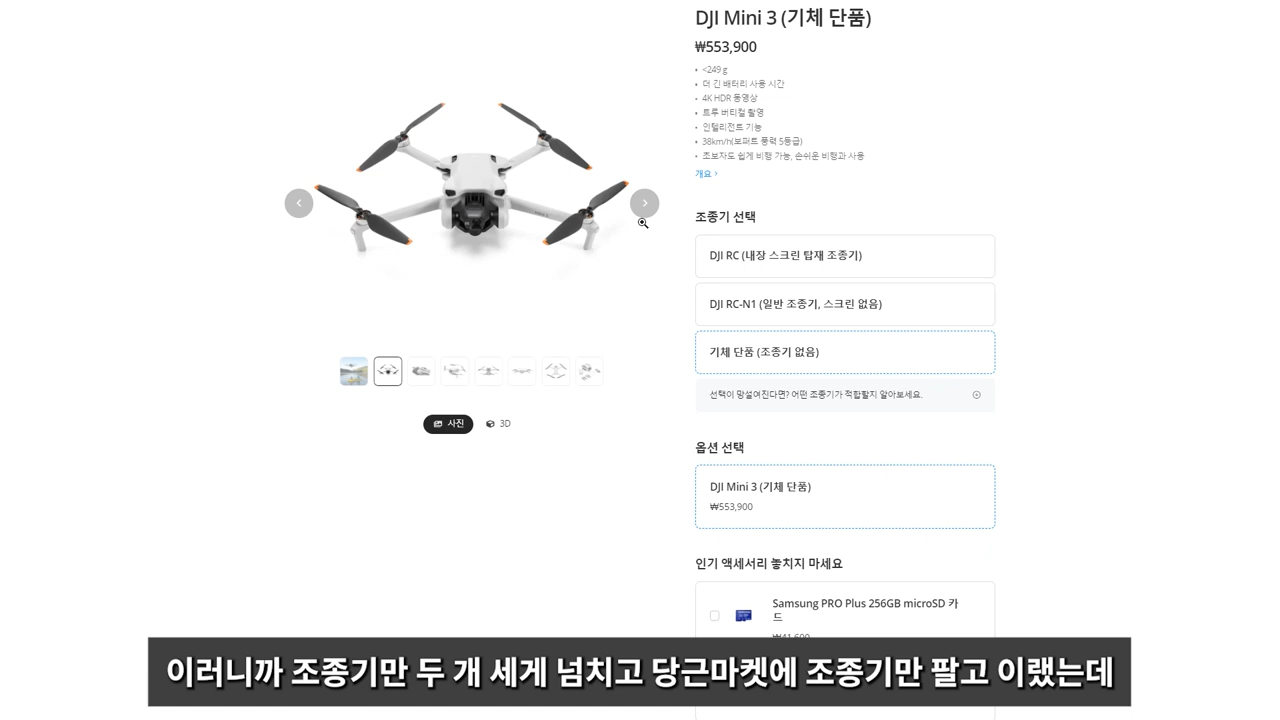 DJI Mini 3 (기체 단품)
₩553,900
<249 g
더 긴 배터리 사용 시간
4K HDR 동영상
트루 버티컬 촬영
인텔리전트 기능
38km/h(보퍼트 풍력 5등급)
초보자도 쉽게 비행 가능, 손쉬운 비행과 사용
개요 >
조종기 선택
DJI RC (내장 스크린 탑재 조종기)
DJI RC-N1 (일반 조종기, 스크린 없음)
기체 단품 (조종기 없음)
선택이 망설여진다면? 어떤 조종기가 적합할지 알아보세요.
사진
3D
옵션 선택
DJI Mini 3 (기체 단품)
₩553,900
인기 액세서리 놓치지 마세요
Samsung PRO Plus 256GB microSD 카
드
₩41,600
이러니까 조종기만 두 개 세게 넘치고 당근마켓에 조종기만 팔고 이랬는데